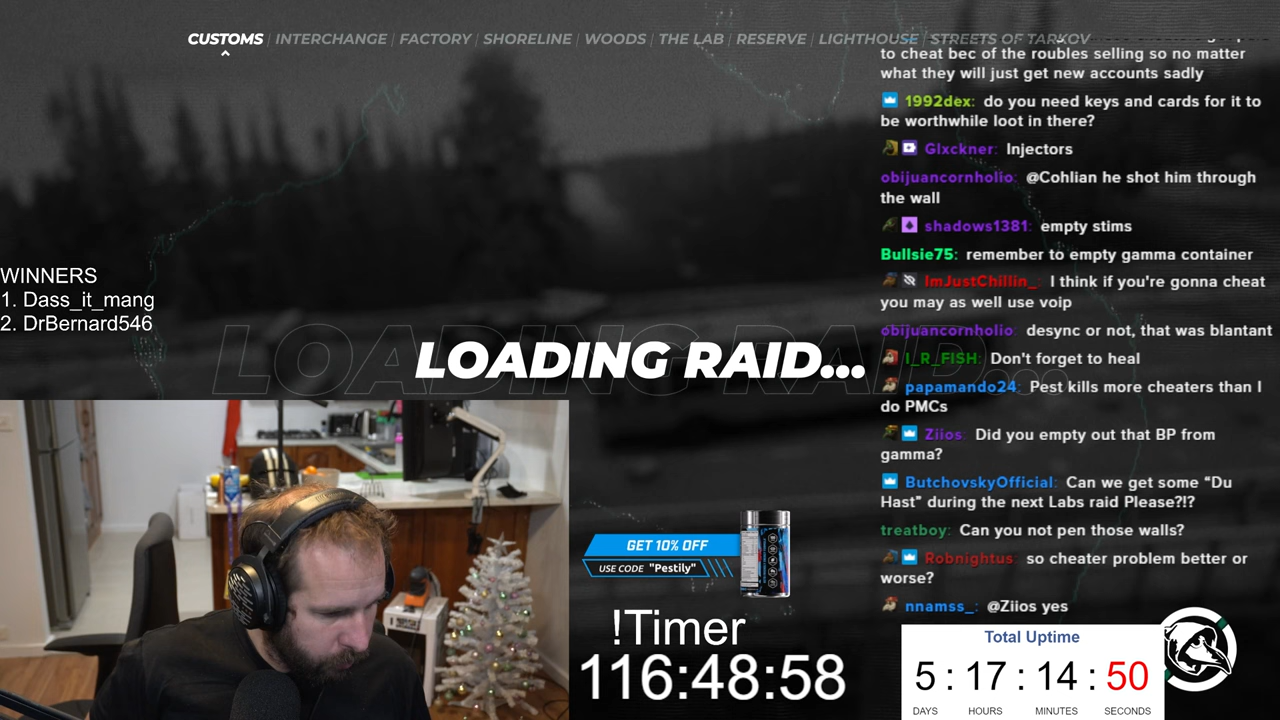 CUSTOMS | INTERCHANGE | FACTORY | SHORELINE | WOODS | THE LAB | RESERVE | LIGHTHOUSE | STREETS OF TARKOV
to cheat bec of the roubles selling so no matter
what they will just get new accounts sadly
1992dex: do you need keys and cards for it to
be worthwhile loot in there?
Glxckner: Injectors
obijuancornholio: @Cohlian he shot him through
the wall
shadows1381: empty stims
Bullsie75: remember to empty gamma container
ImJustChillin_: I think if you're gonna cheat
you may as well use voip
obijuancornholio: desync or not, that was blantant
I_R_FISH: Don't forget to heal
papamando24: Pest kills more cheaters than I
do PMCs
Ziios: Did you empty out that BP from
gamma?
ButchovskyOfficial: Can we get some "Du
Hast" during the next Labs raid Please?!?
treatboy: Can you not pen those walls?
Robnightus: so cheater problem better or
worse?
nnamss_: @Ziios yes
WINNERS
1. Dass_it_mang
2. DrBernard546
LOADING RAID...
LOADING RAID...
GET 10% OFF
USE CODE "Pestily"
!Timer
116:48:58
Total Uptime
5 : 17 : 14 : 50
DAYS HOURS MINUTES SECONDS